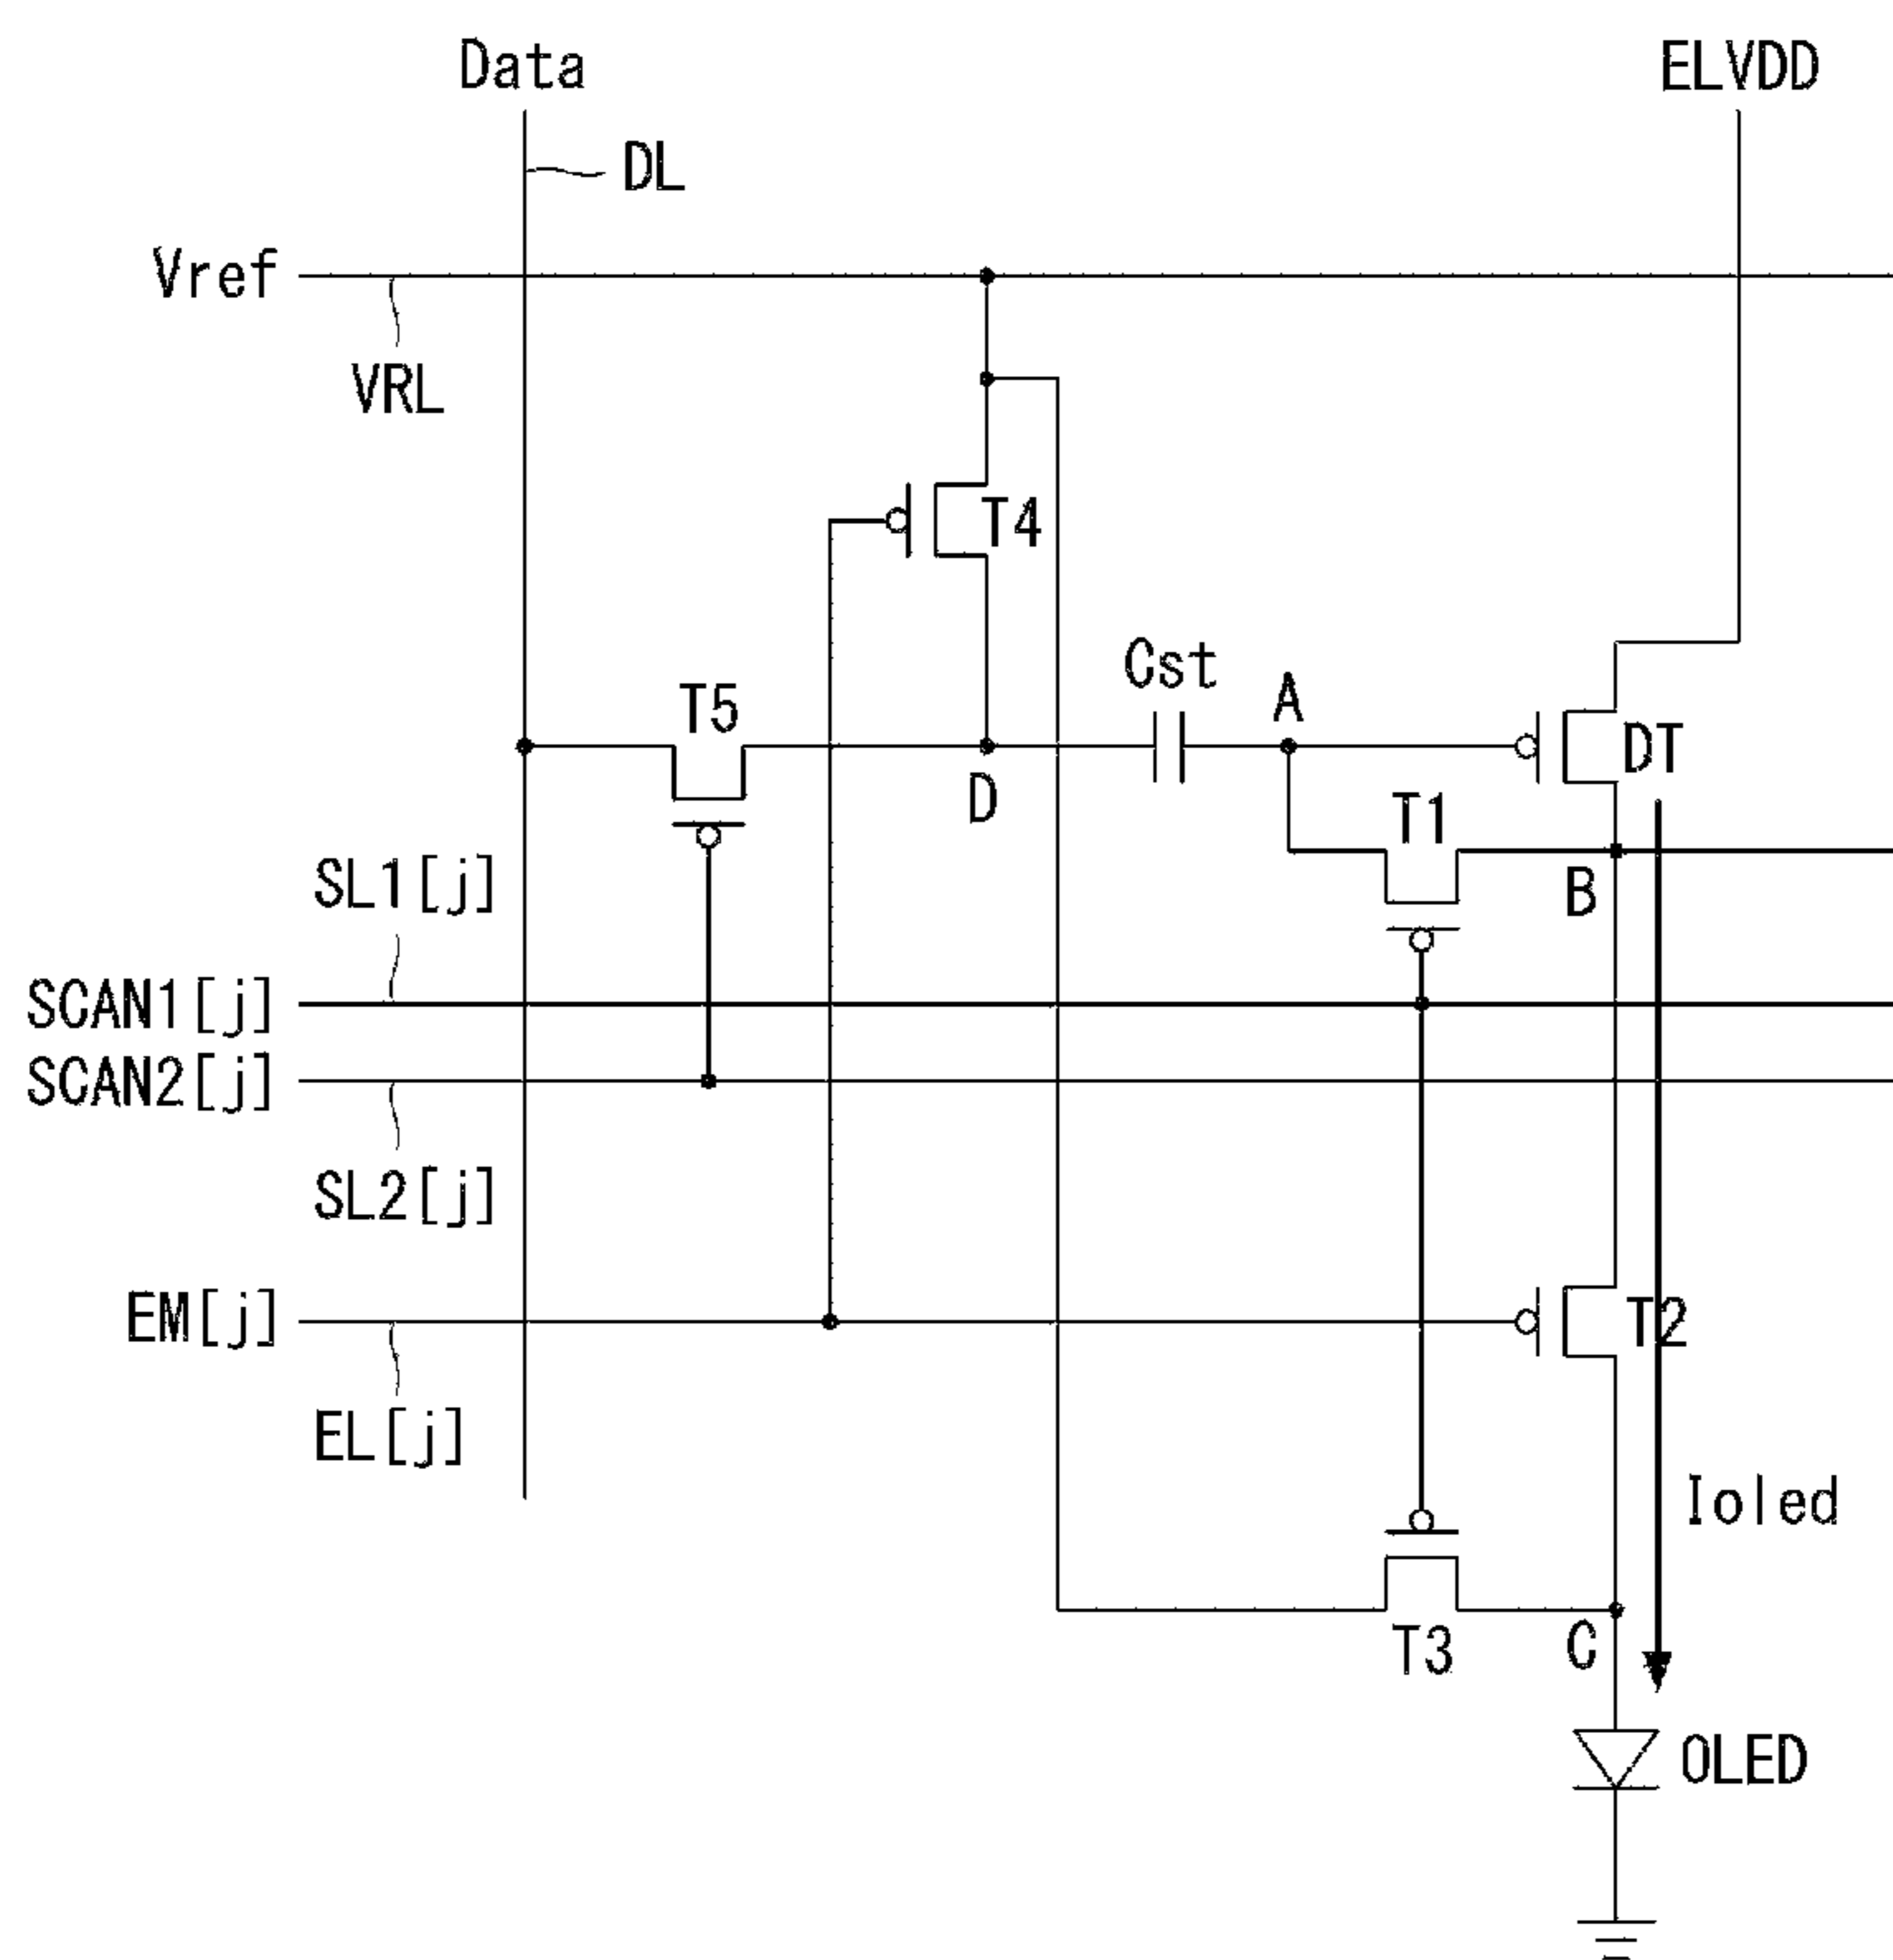 Data
ELVDD
DL
Vref
VRL
T4
Cst
A
T5
DT
D
T1
SL1[j]
B
SCAN1[j]
SCAN2[j]
SL2[j]
EM[j]
T2
EL[j]
Ioled
T3
C
OLED